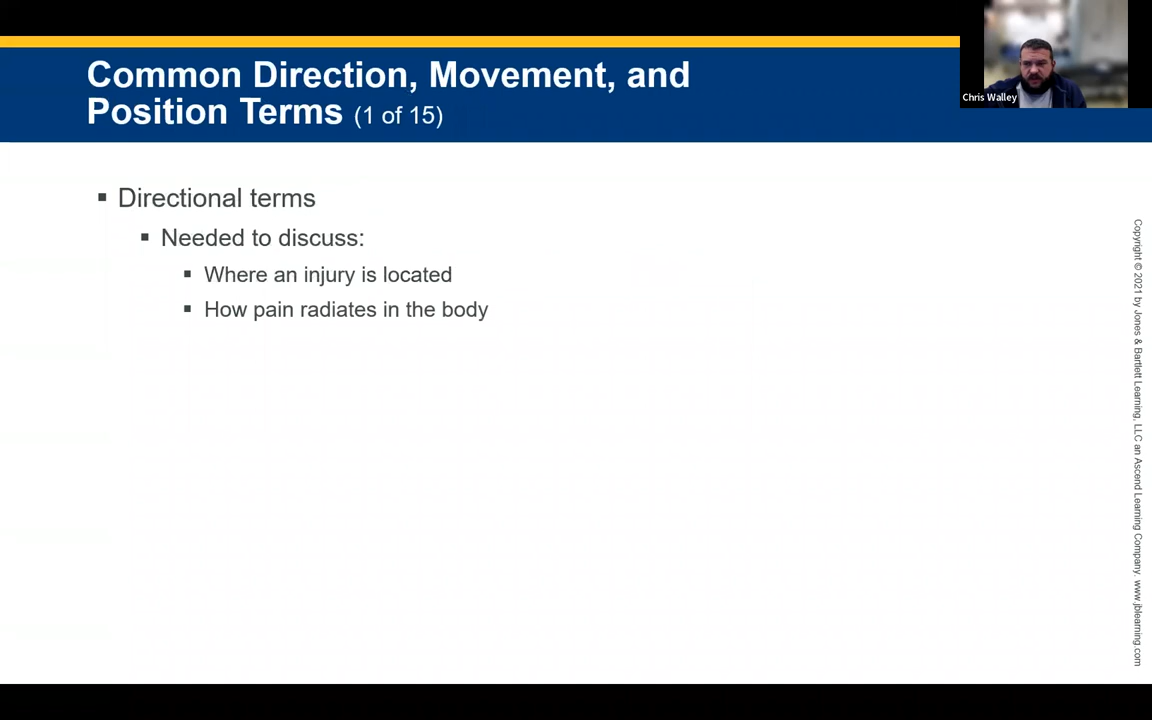 Common Direction, Movement, and
Position Terms (1 of 15)
Chris Walley
▪ Directional terms
▪ Needed to discuss:
▪ Where an injury is located
▪ How pain radiates in the body
Copyright © 2021 by Jones & Bartlett Learning, LLC an Ascend Learning Company. www.jblearning.com